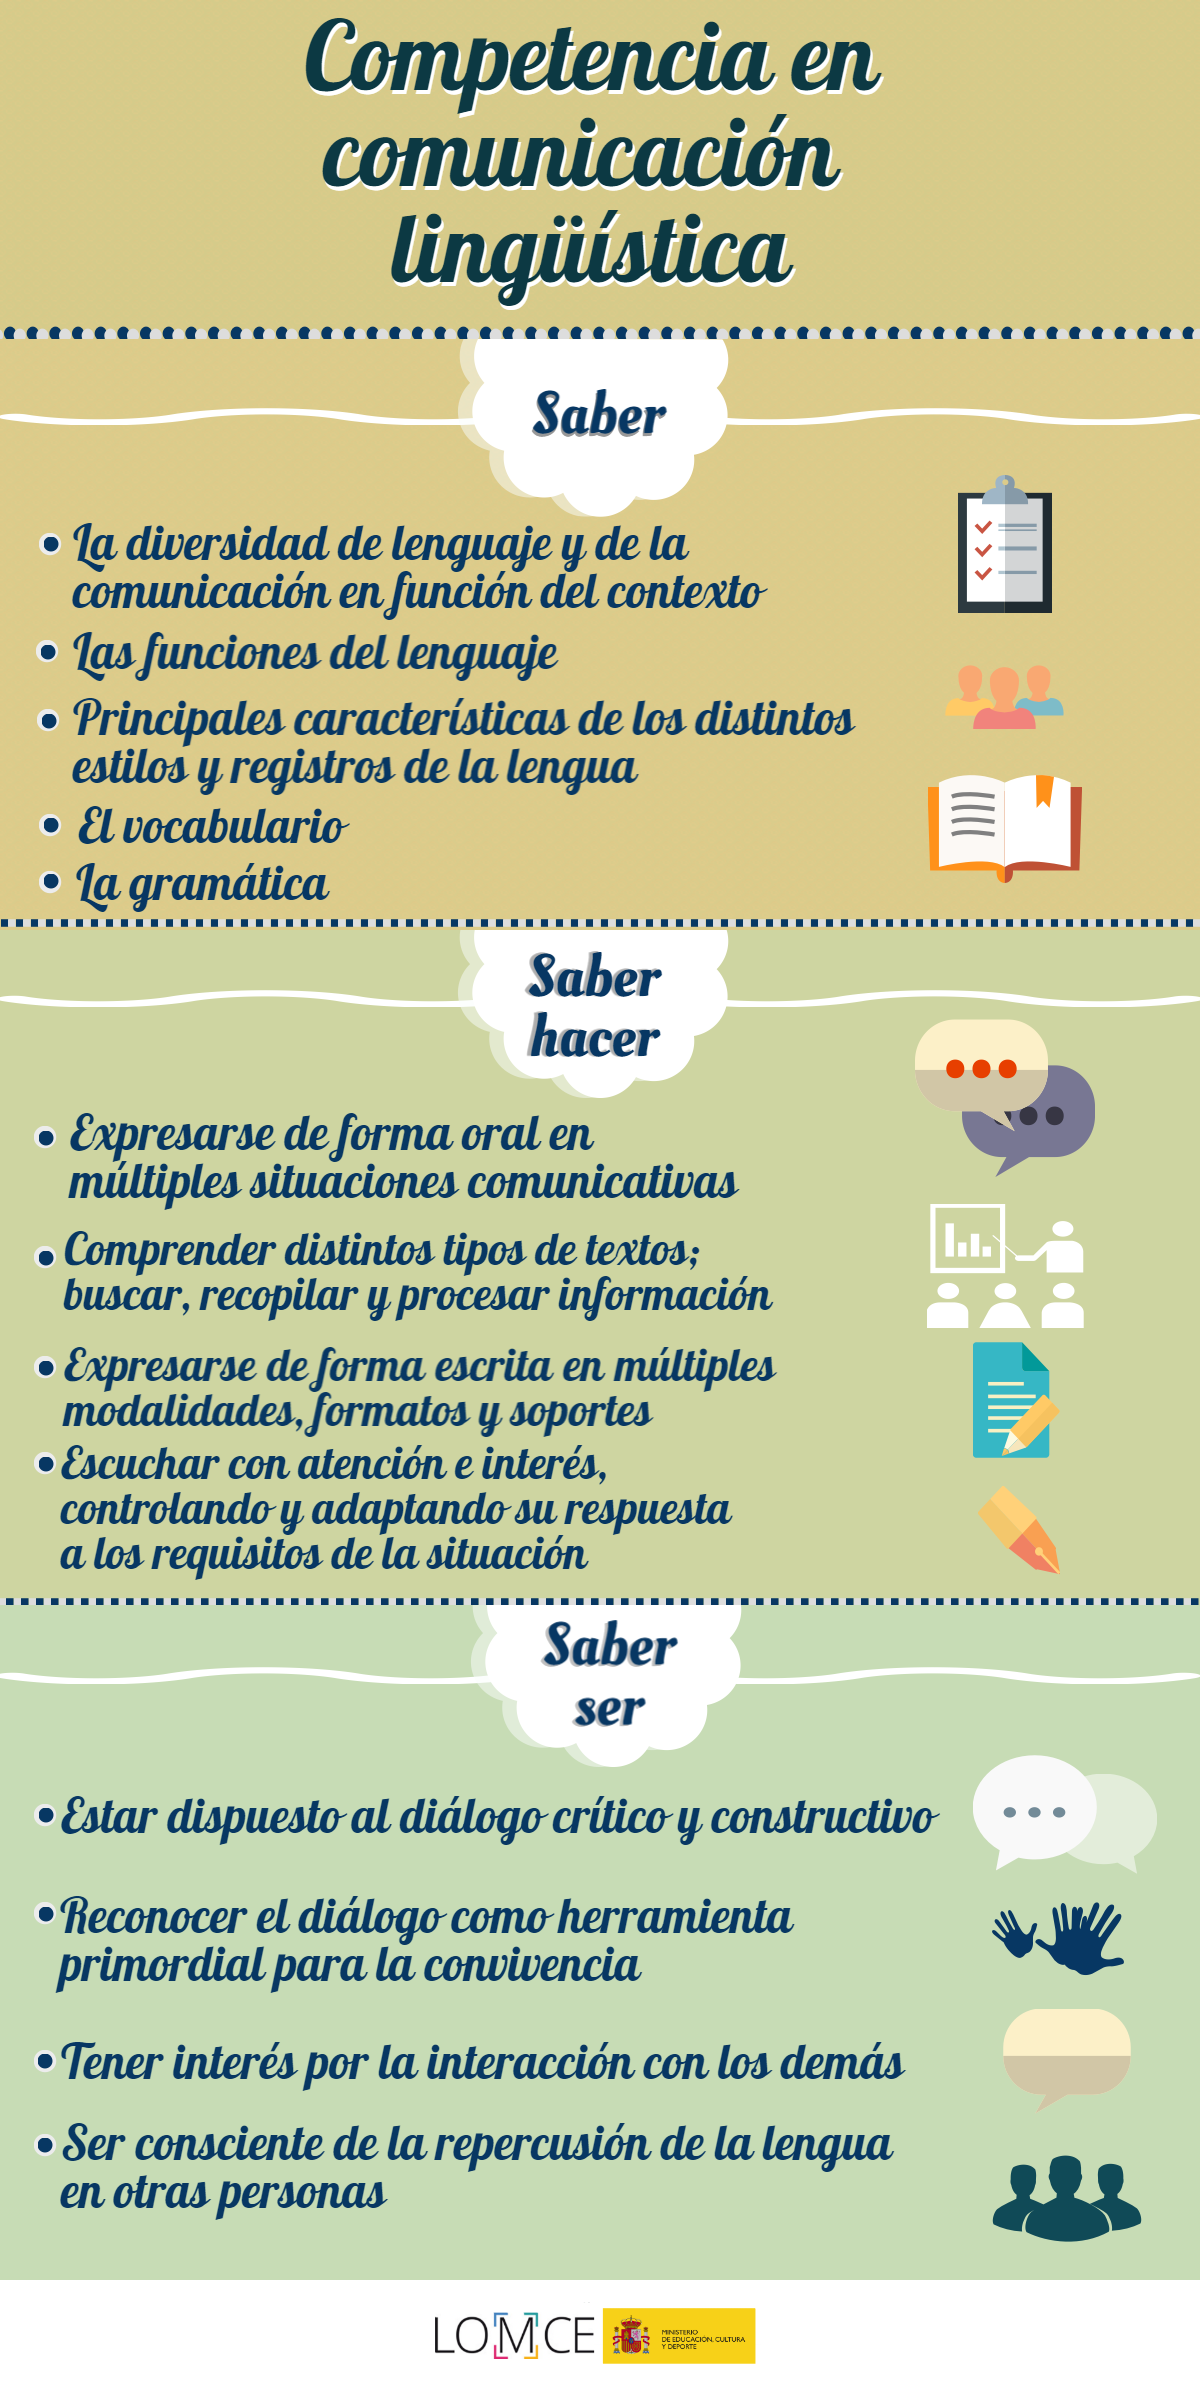 Competencia en
comunicación
lingüística
Saber
La diversidad de lenguaje y de la
comunicación en función del contexto
Las funciones del lenguaje
Principales características de los distintos
estilos y registros de la lengua
El vocabulario
La gramática
Saber
hacer
Expresarse de forma oral en
múltiples situaciones comunicativas
Comprender distintos tipos de textos;
buscar, recopilar y procesar información
Expresarse de forma escrita en múltiples
modalidades, formatos y soportes
Escuchar con atención e interés,
controlando y adaptando su respuesta
a los requisitos de la situación
Saber
ser
Estar dispuesto al diálogo crítico y constructivo
Reconocer el diálogo como herramienta
primordial para la convivencia
Tener interés por la interacción con los demás
Ser consciente de la repercusión de la lengua
en otras personas
LOMCE
MINISTERIO
DE EDUCACIÓN, CULTURA
Y DEPORTE